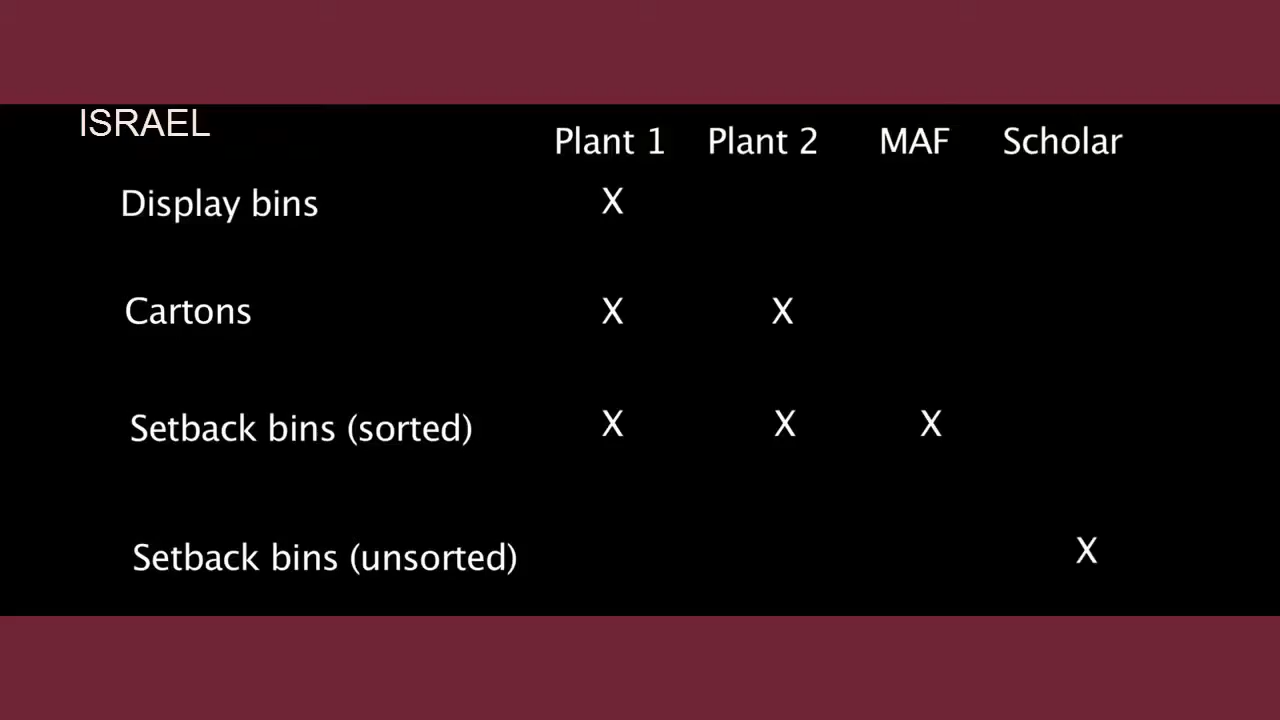 ISRAEL
Plant 1 Plant 2 MAF Scholar
Display bins X
Cartons X X
Setback bins (sorted) X X X
Setback bins (unsorted) X